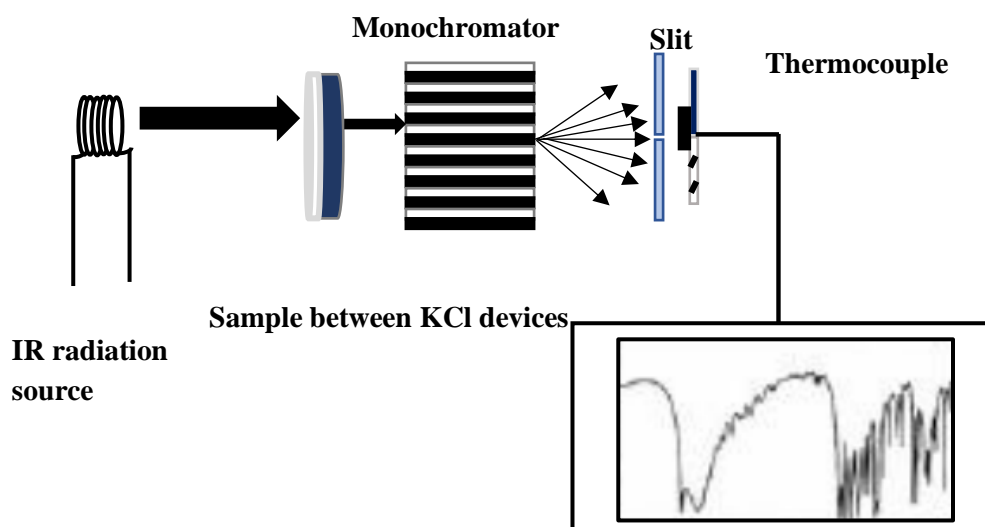 Monochromator
Slit
Thermocouple
Sample between KCl devices
IR radiation
source